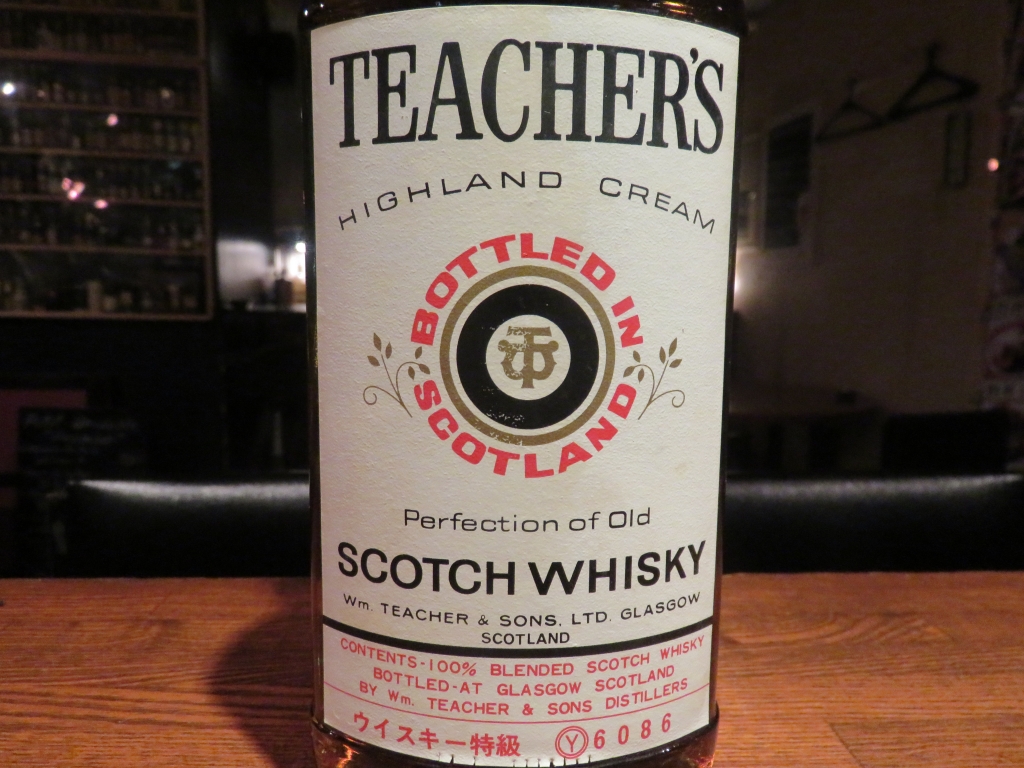 TEACHER'S
HIGHLAND CREAM
BOTTLED IN
SCOTLAND
Perfection of Old
SCOTCH WHISKY
Wm. TEACHER & SONS, LTD. GLASGOW
SCOTLAND
CONTENTS-100% BLENDED SCOTCH WHISKY
BOTTLED-AT GLASGOW SCOTLAND
BY Wm. TEACHER & SONS DISTILLERS
ウイスキー特級 Ⓨ6086